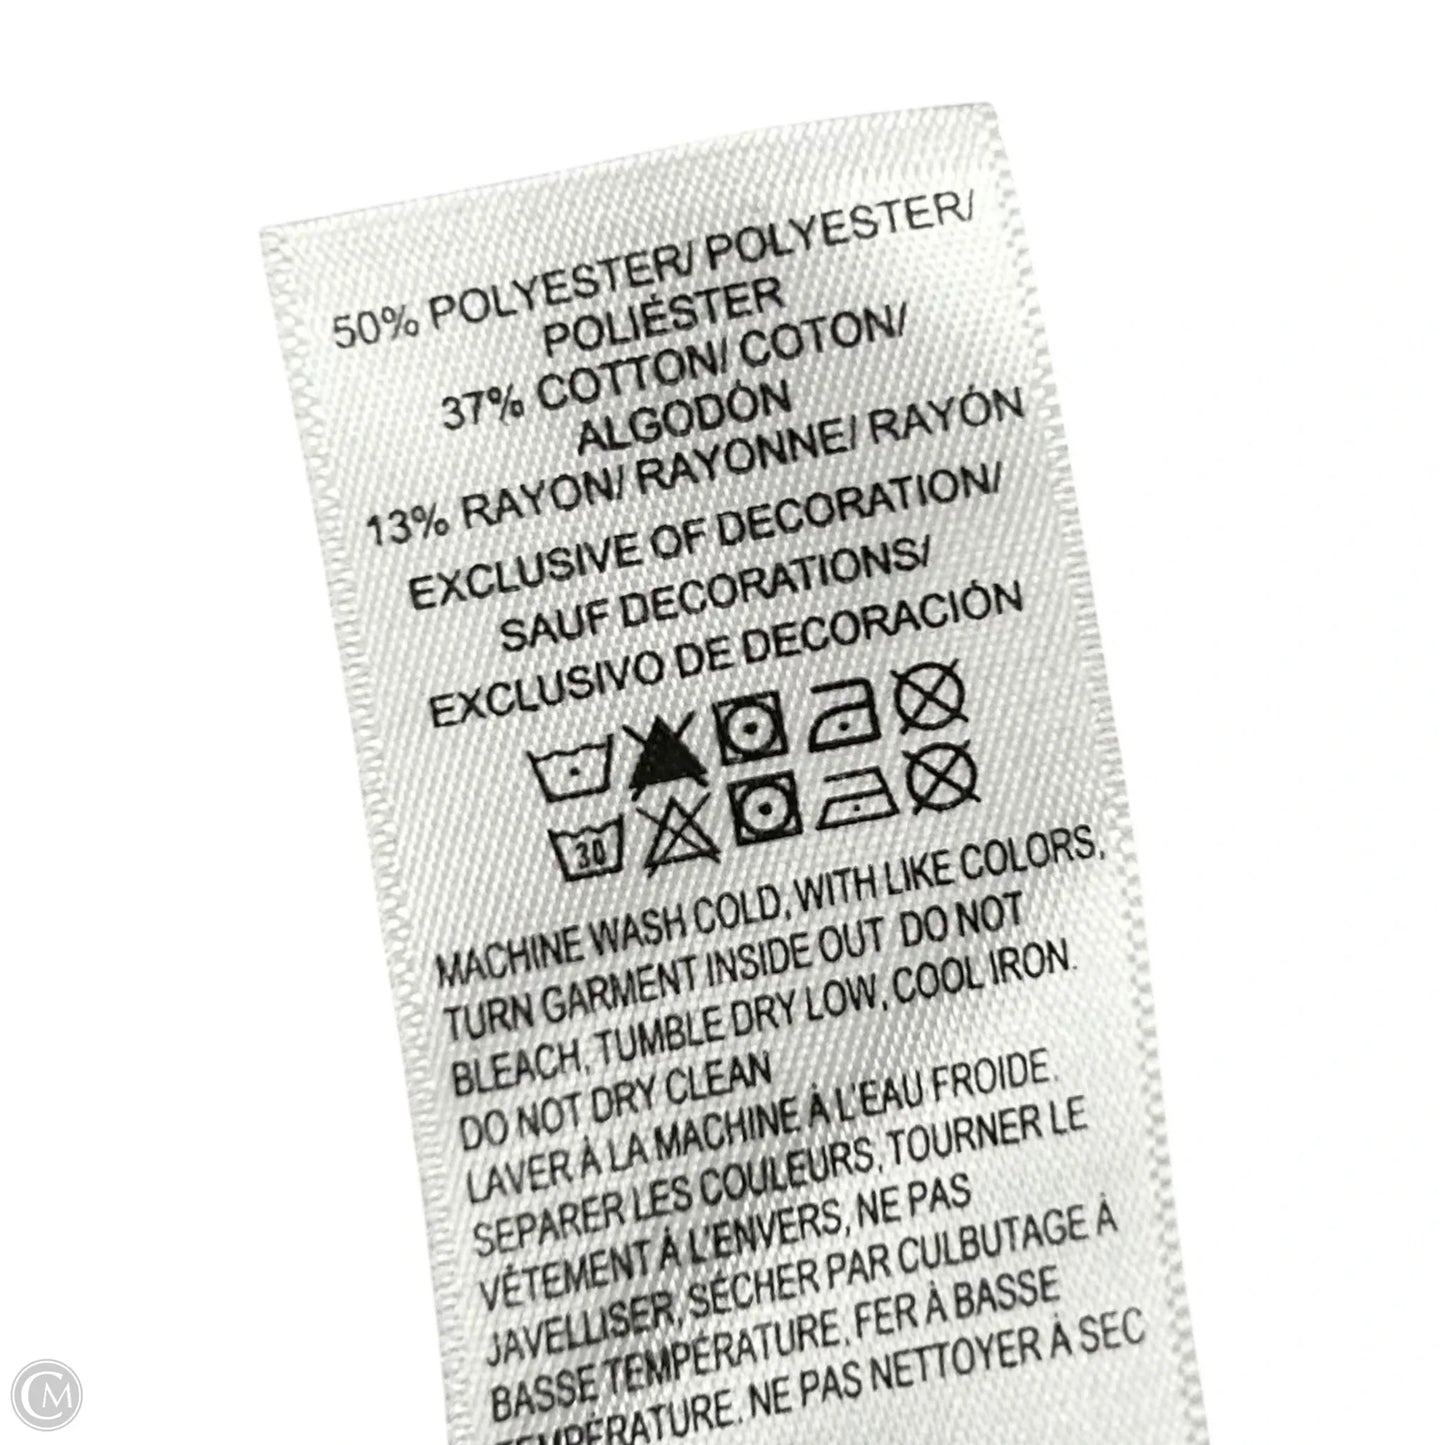 50% POLYESTER/ POLYESTER/
POLIÉSTER
37% COTTON/ COTON/
ALGODÓN
13% RAYON/ RAYONNE/ RAYÓN
EXCLUSIVE OF DECORATION/
SAUF DECORATIONS/
EXCLUSIVO DE DECORACIÓN
30
MACHINE WASH COLD, WITH LIKE COLORS,
TURN GARMENT INSIDE OUT DO NOT
BLEACH, TUMBLE DRY LOW, COOL IRON.
DO NOT DRY CLEAN
LAVER À LA MACHINE À L'EAU FROIDE.
SEPARER LES COULEURS, TOURNER LE
VÊTEMENT À L'ENVERS, NE PAS
JAVELLISER, SÉCHER PAR CULBUTAGE À
BASSE TEMPÉRATURE, FER À BASSE
TEMPÉRATURE. NE PAS NETTOYER À SEC
CM